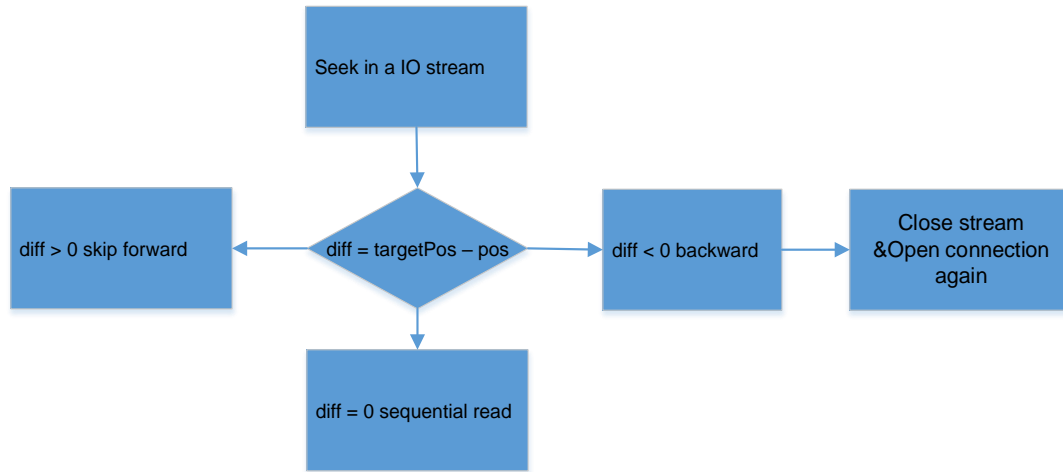 Seek in a IO stream
diff > 0 skip forward
diff = targetPos – pos
diff < 0 backward
Close stream
&Open connection
again
diff = 0 sequential read